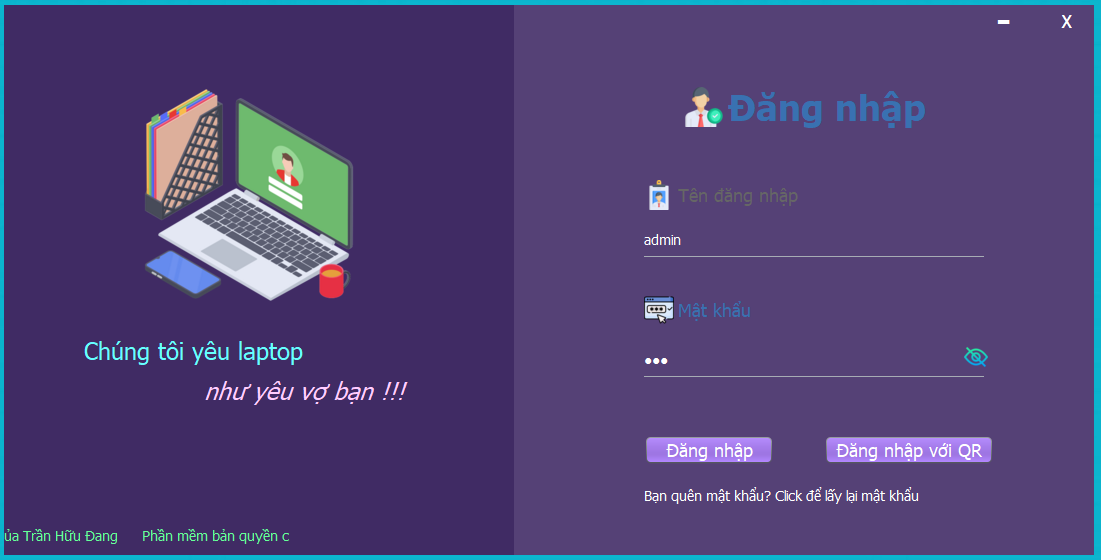 Chúng tôi yêu laptop
như yêu vợ bạn !!!
ủa Trần Hữu Đang Phần mềm bản quyền c
X
Đăng nhập
Tên đăng nhập
admin
Mật khẩu
Đăng nhập
Đăng nhập với QR
Bạn quên mật khẩu? Click để lấy lại mật khẩu